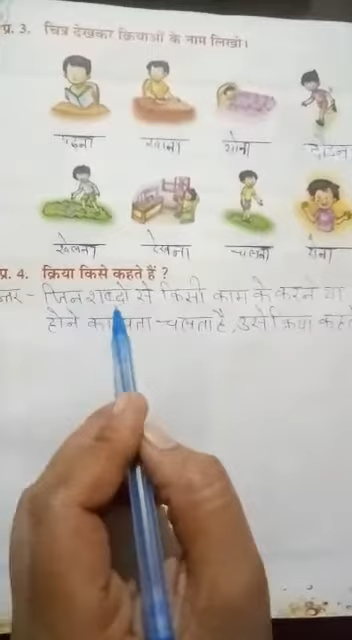 प्र. 3. चित्र देखकर क्रियाओं के नाम लिखो।
पढ़ना खाना सोना दौड़ना
खेलना देखना चलना रोना
प्र. 4. क्रिया किसे कहते हैं ?
उत्तर - जिन शब्दो से किसी काम के करने या
होने का पता चलता है, उसे क्रिया कहते